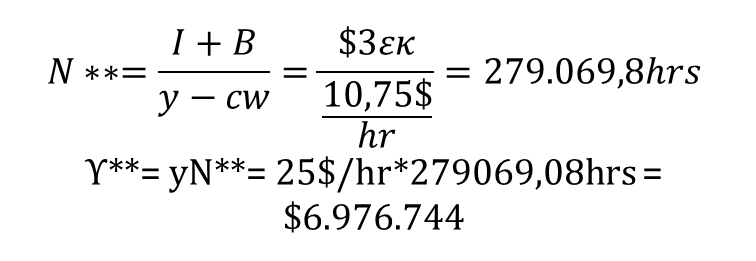 N ** = (I + B) / (y − cw) = $3εκ / (10,75$ / hr) = 279.069,8hrs
ϒ**= yN**= 25$/hr*279069,08hrs =
$6.976.744